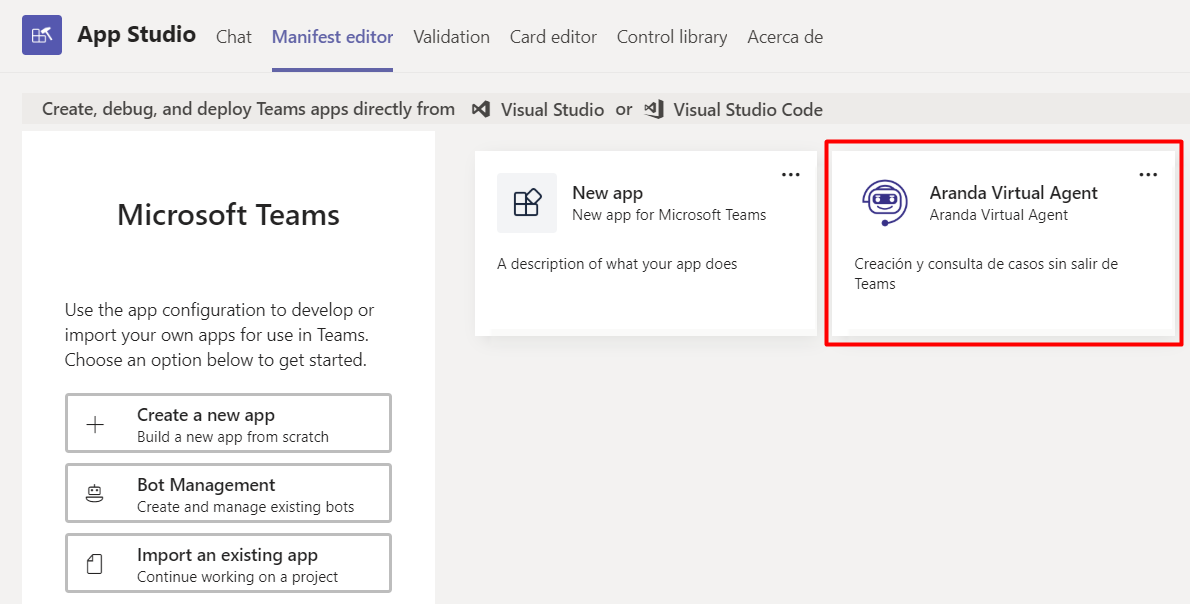 App Studio Chat Manifest editor Validation Card editor Control library Acerca de
Create, debug, and deploy Teams apps directly from Visual Studio or Visual Studio Code
Microsoft Teams
Use the app configuration to develop or
import your own apps for use in Teams.
Choose an option below to get started.
Create a new app
Build a new app from scratch
Bot Management
Create and manage existing bots
Import an existing app
Continue working on a project
New app
New app for Microsoft Teams
A description of what your app does
Aranda Virtual Agent
Aranda Virtual Agent
Creación y consulta de casos sin salir de
Teams